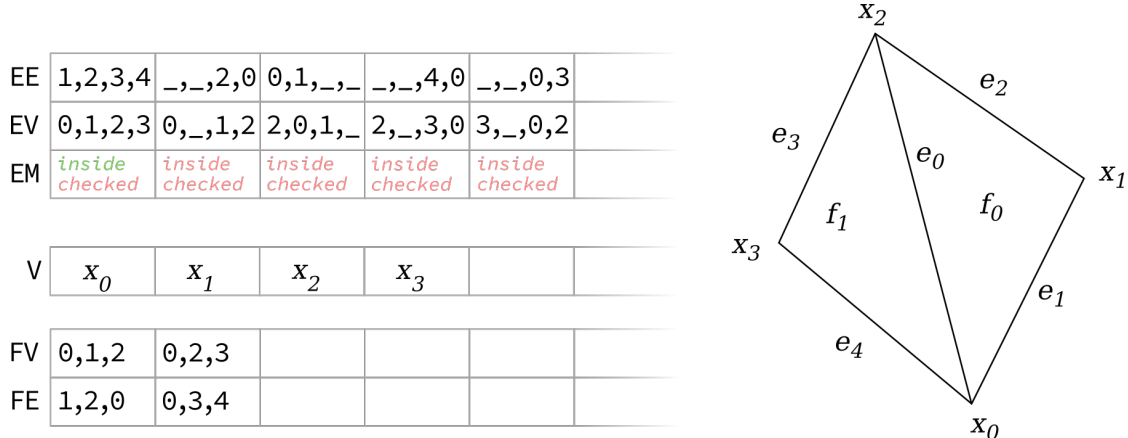 EE 1,2,3,4 _,_,2,0 0,1,_,_ _,_,4,0 _,_,0,3
EV 0,1,2,3 0,_,1,2 2,0,1,_ 2,_,3,0 3,_,0,2
EM inside inside inside inside inside
checked checked checked checked checked
V x0 x1 x2 x3
FV 0,1,2 0,2,3
FE 1,2,0 0,3,4
x2
e2
e3
e0
x1
f0
f1
x3
e1
e4
x0